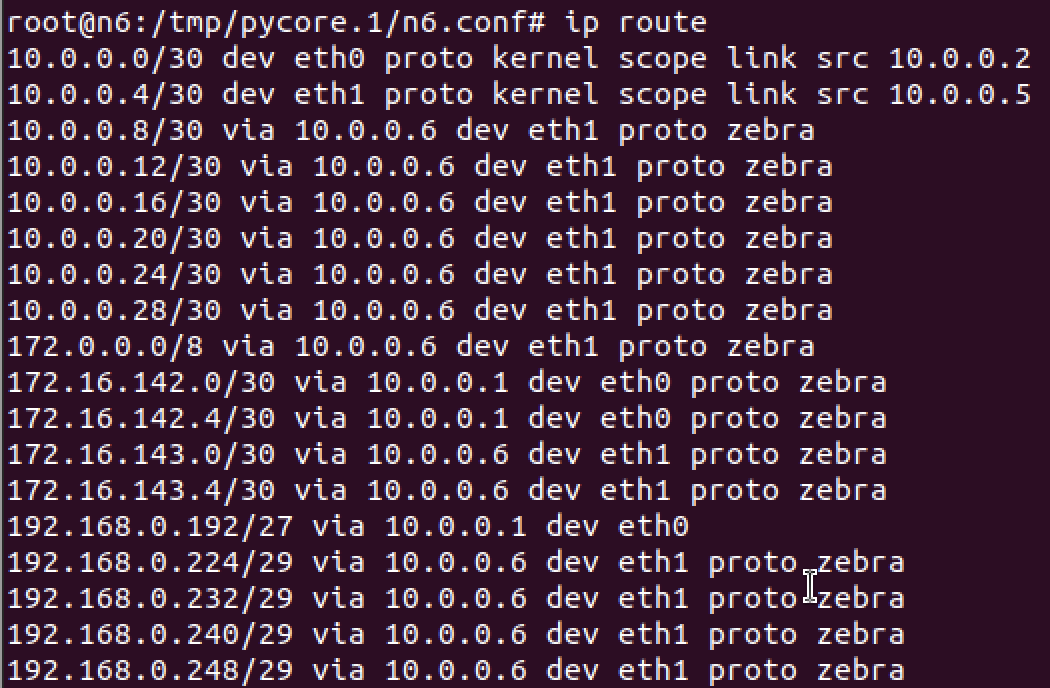 root@n6:/tmp/pycore.1/n6.conf# ip route
10.0.0.0/30 dev eth0 proto kernel scope link src 10.0.0.2
10.0.0.4/30 dev eth1 proto kernel scope link src 10.0.0.5
10.0.0.8/30 via 10.0.0.6 dev eth1 proto zebra
10.0.0.12/30 via 10.0.0.6 dev eth1 proto zebra
10.0.0.16/30 via 10.0.0.6 dev eth1 proto zebra
10.0.0.20/30 via 10.0.0.6 dev eth1 proto zebra
10.0.0.24/30 via 10.0.0.6 dev eth1 proto zebra
10.0.0.28/30 via 10.0.0.6 dev eth1 proto zebra
172.0.0.0/8 via 10.0.0.6 dev eth1 proto zebra
172.16.142.0/30 via 10.0.0.1 dev eth0 proto zebra
172.16.142.4/30 via 10.0.0.1 dev eth0 proto zebra
172.16.143.0/30 via 10.0.0.6 dev eth1 proto zebra
172.16.143.4/30 via 10.0.0.6 dev eth1 proto zebra
192.168.0.192/27 via 10.0.0.1 dev eth0
192.168.0.224/29 via 10.0.0.6 dev eth1 proto zebra
192.168.0.232/29 via 10.0.0.6 dev eth1 proto zebra
192.168.0.240/29 via 10.0.0.6 dev eth1 proto zebra
192.168.0.248/29 via 10.0.0.6 dev eth1 proto zebra